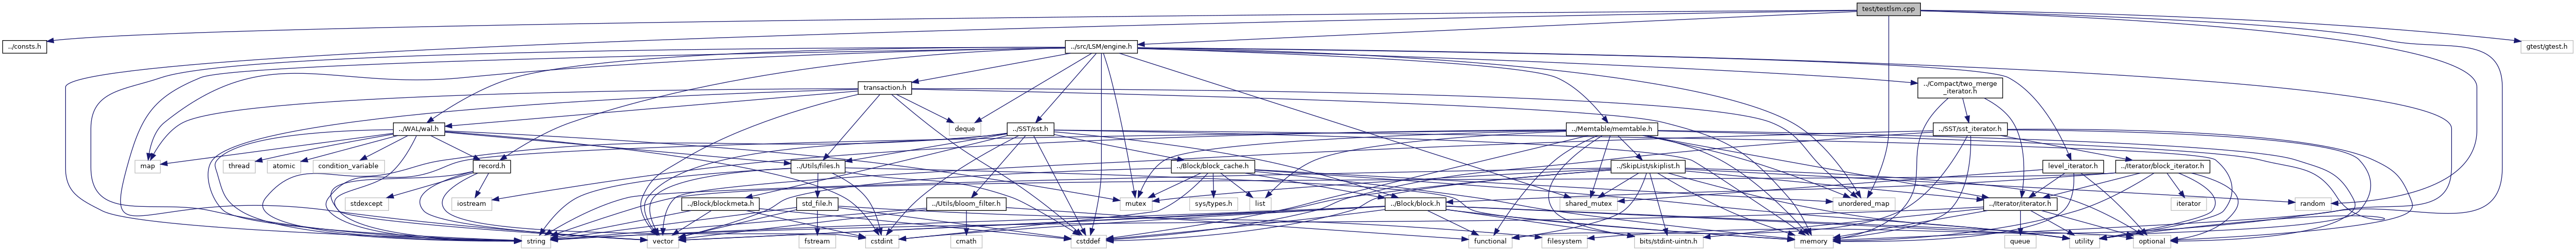 test/testlsm.cpp
../consts.h
../src/LSM/engine.h
gtest/gtest.h
transaction.h
../Compact/two_merge
_iterator.h
../WAL/wal.h
deque
../SST/sst.h
../Memtable/memtable.h
../SST/sst_iterator.h
map
thread
atomic
condition_variable
record.h
../Utils/files.h
../Block/block_cache.h
../SkipList/skiplist.h
level_iterator.h
../Iterator/block_iterator.h
stdexcept
iostream
../Block/blockmeta.h
std_file.h
../Utils/bloom_filter.h
mutex
sys/types.h
list
../Block/block.h
shared_mutex
unordered_map
../Iterator/iterator.h
iterator
random
string
vector
fstream
cstdint
cmath
cstddef
functional
filesystem
bits/stdint-uintn.h
memory
queue
utility
optional